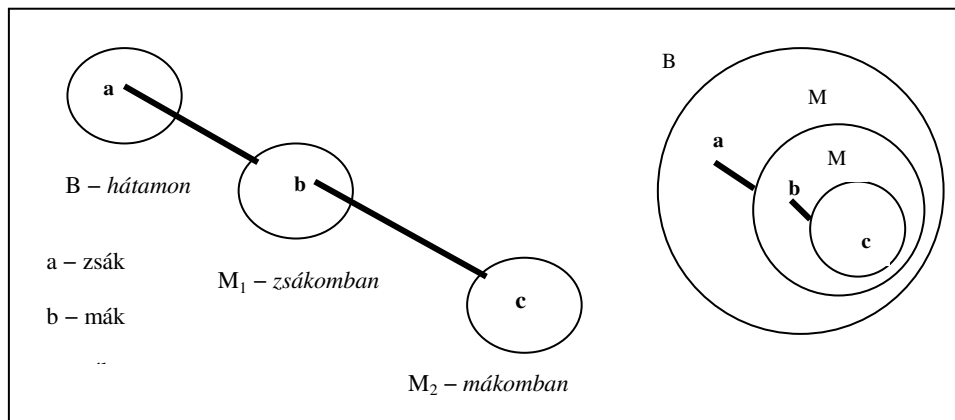 a
B – hátamon
b
a – zsák
M₁ – zsákomban
b – mák
c
M₂ – mákomban
B
M
a
M
b
c